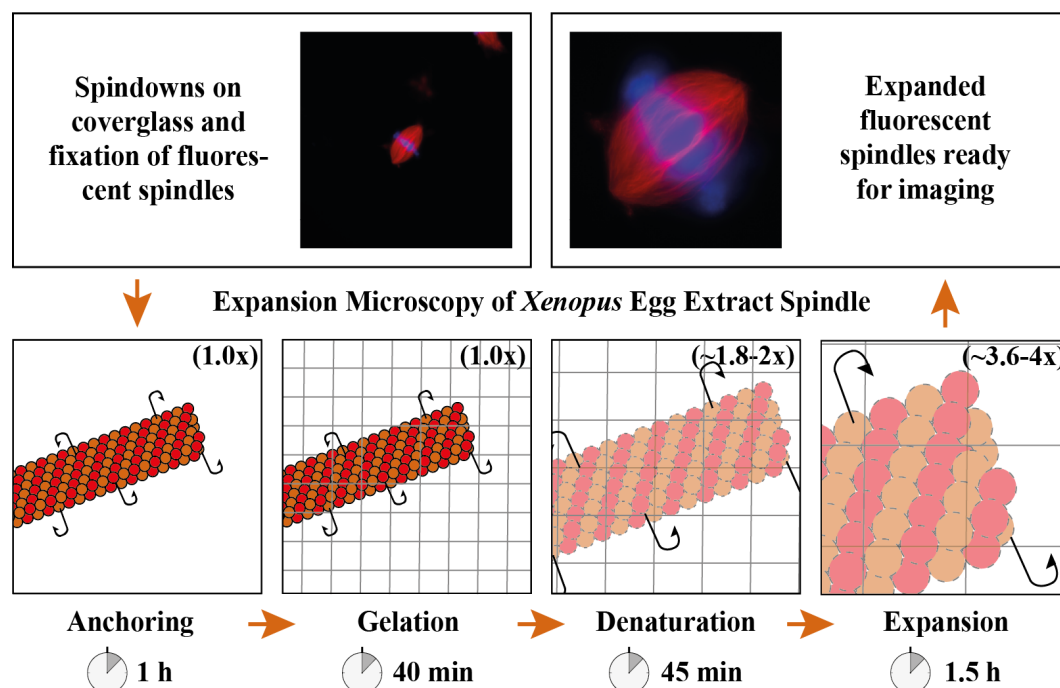 Spindowns on
coverglass and
fixation of fluores-
cent spindles
Expanded
fluorescent
spindles ready
for imaging
Expansion Microscopy of Xenopus Egg Extract Spindle
(1.0x)
(1.0x)
(~1.8-2x)
(~3.6-4x)
Anchoring
Gelation
Denaturation
Expansion
1 h
40 min
45 min
1.5 h